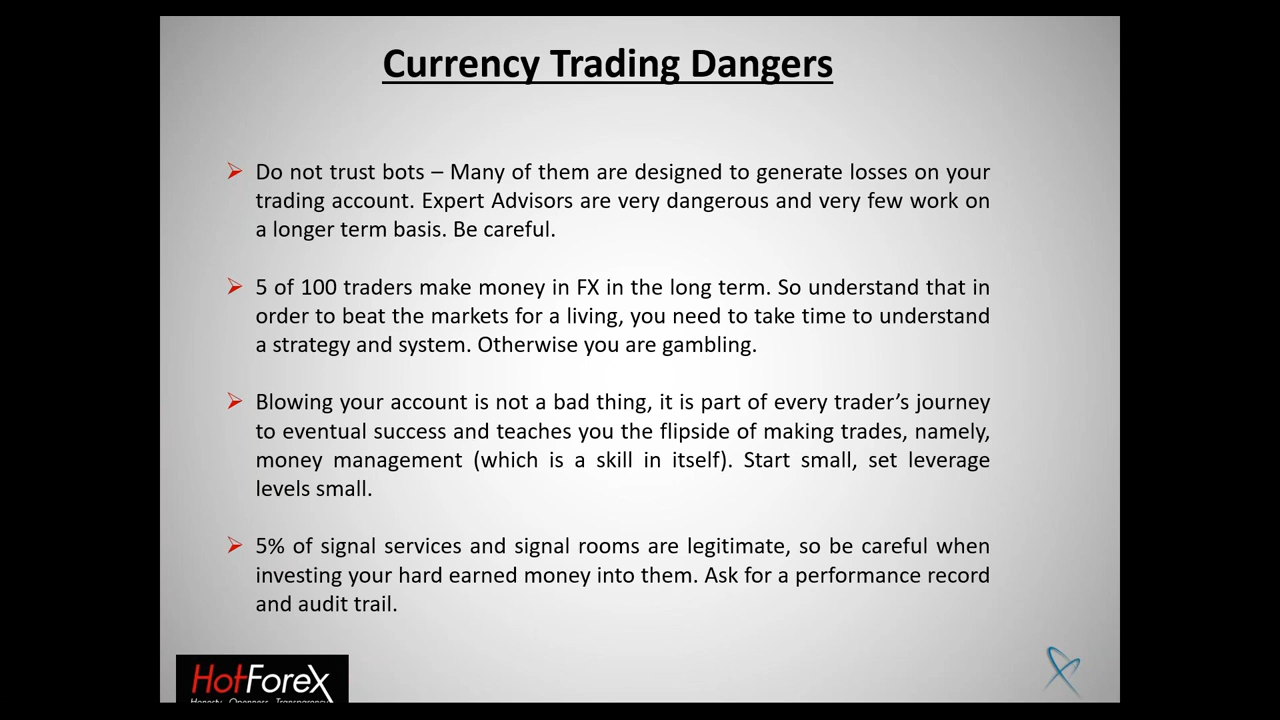 Currency Trading Dangers
Do not trust bots – Many of them are designed to generate losses on your
trading account. Expert Advisors are very dangerous and very few work on
a longer term basis. Be careful.
5 of 100 traders make money in FX in the long term. So understand that in
order to beat the markets for a living, you need to take time to understand
a strategy and system. Otherwise you are gambling.
Blowing your account is not a bad thing, it is part of every trader’s journey
to eventual success and teaches you the flipside of making trades, namely,
money management (which is a skill in itself). Start small, set leverage
levels small.
5% of signal services and signal rooms are legitimate, so be careful when
investing your hard earned money into them. Ask for a performance record
and audit trail.
HotForex
Honesty Openness Transparency